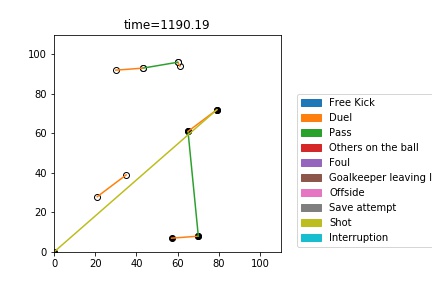 time=1190.19
100
80
60
40
20
0
0 20 40 60 80 100
Free Kick
Duel
Pass
Others on the ball
Foul
Goalkeeper leaving l
Offside
Save attempt
Shot
Interruption